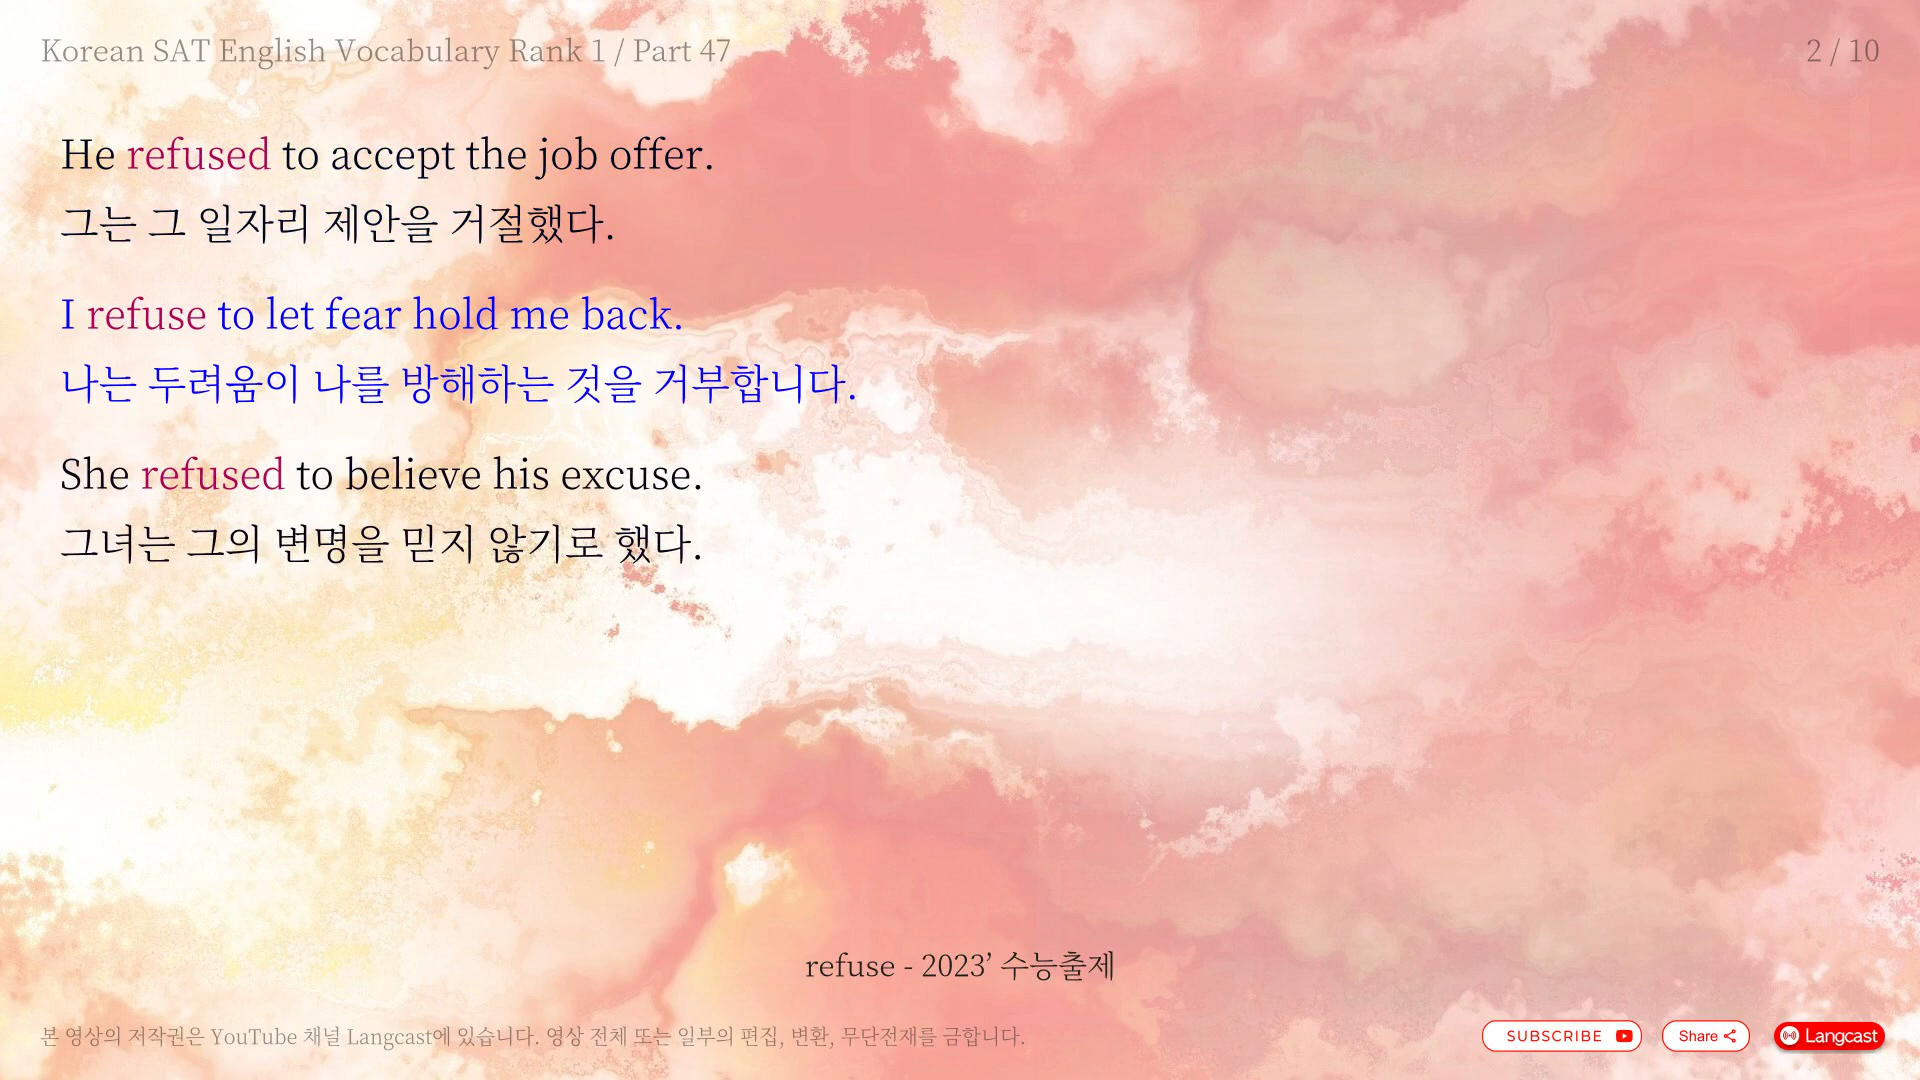 Korean SAT English Vocabulary Rank 1 / Part 47
2 / 10
He refused to accept the job offer.
그는 그 일자리 제안을 거절했다.
I refuse to let fear hold me back.
나는 두려움이 나를 방해하는 것을 거부합니다.
She refused to believe his excuse.
그녀는 그의 변명을 믿지 않기로 했다.
refuse - 2023’ 수능출제
본 영상의 저작권은 YouTube 채널 Langcast에 있습니다. 영상 전체 또는 일부의 편집, 변환, 무단전재를 금합니다.
SUBSCRIBE
Share
Langcast